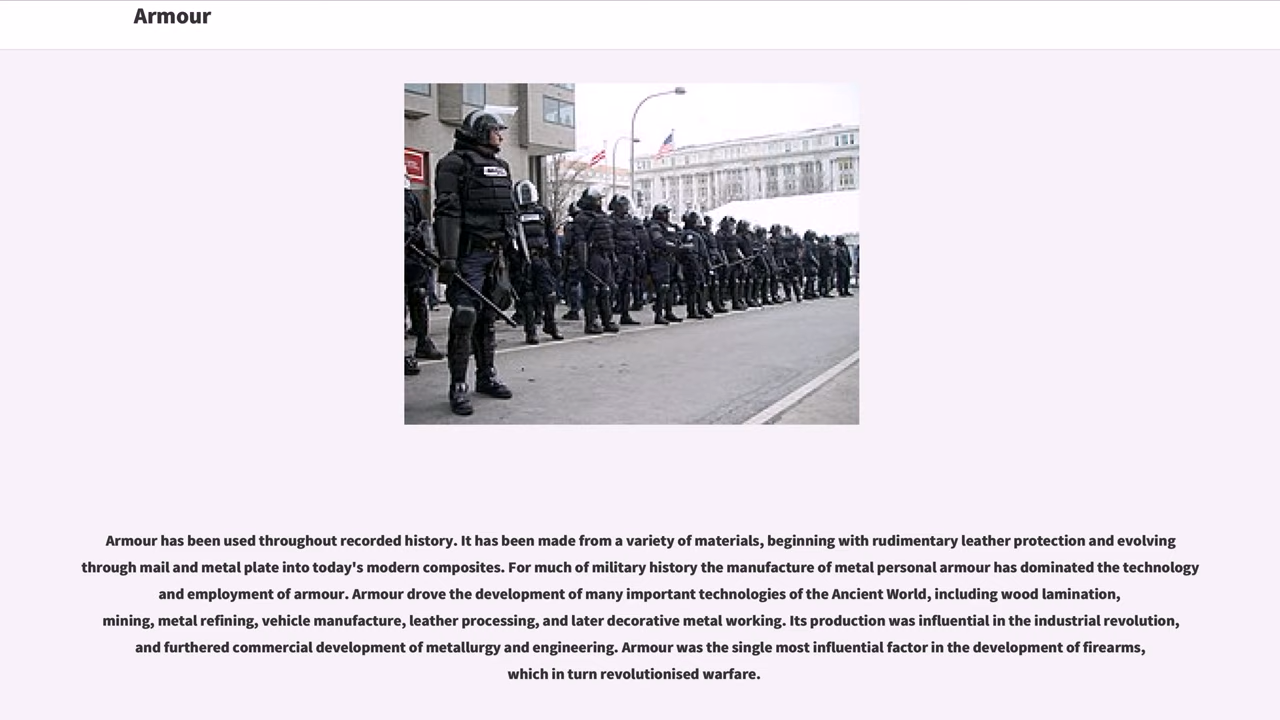 Armour
Armour has been used throughout recorded history. It has been made from a variety of materials, beginning with rudimentary leather protection and evolving
through mail and metal plate into today's modern composites. For much of military history the manufacture of metal personal armour has dominated the technology
and employment of armour. Armour drove the development of many important technologies of the Ancient World, including wood lamination,
mining, metal refining, vehicle manufacture, leather processing, and later decorative metal working. Its production was influential in the industrial revolution,
and furthered commercial development of metallurgy and engineering. Armour was the single most influential factor in the development of firearms,
which in turn revolutionised warfare.